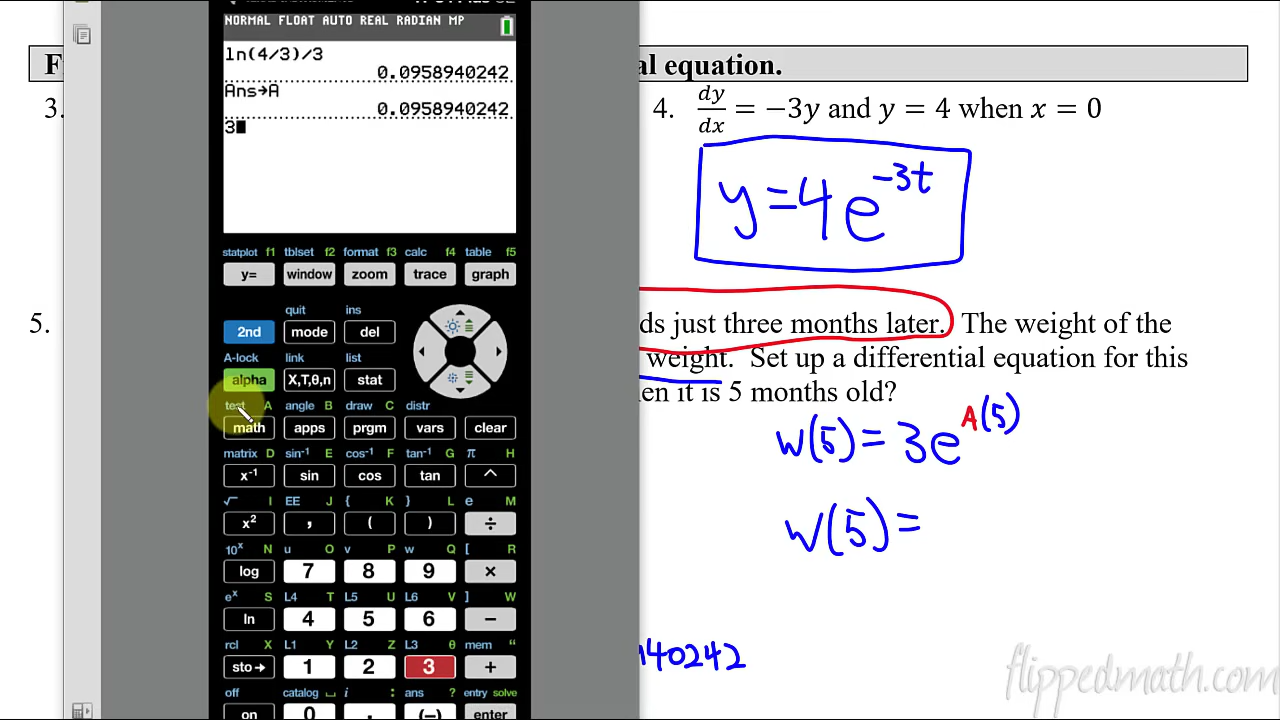 NORMAL FLOAT AUTO REAL RADIAN MP
ln(4/3)/3
0.0958940242
Ans→A
0.0958940242
3
statplot f1 tblset f2 format f3 calc f4 table f5
y= window zoom trace graph
quit ins
2nd mode del
A-lock link list
alpha X,T,θ,n stat
test A angle B draw C distr
math apps prgm vars clear
matrix D sin⁻¹ E cos⁻¹ F tan⁻¹ G π H
x⁻¹ sin cos tan ^
√ I EE J { K } L e M
x² , ( ) ÷
10ˣ N u O v P w Q [ R
log 7 8 9 ×
eˣ S L4 T L5 U L6 V ] W
ln 4 5 6 −
rcl X L1 Y L2 Z L3 θ mem “
sto→ 1 2 3 +
off catalog ⎵ i : ans ? entry solve
on 0 . (−) enter
F
al equation.
3.
4. dy/dx = −3y and y = 4 when x = 0
y=4e^-3t
5.
ds just three months later. The weight of the
weight. Set up a differential equation for this
en it is 5 months old?
w(5) = 3e^A(5)
w(5) =
140242
flippedmath.com